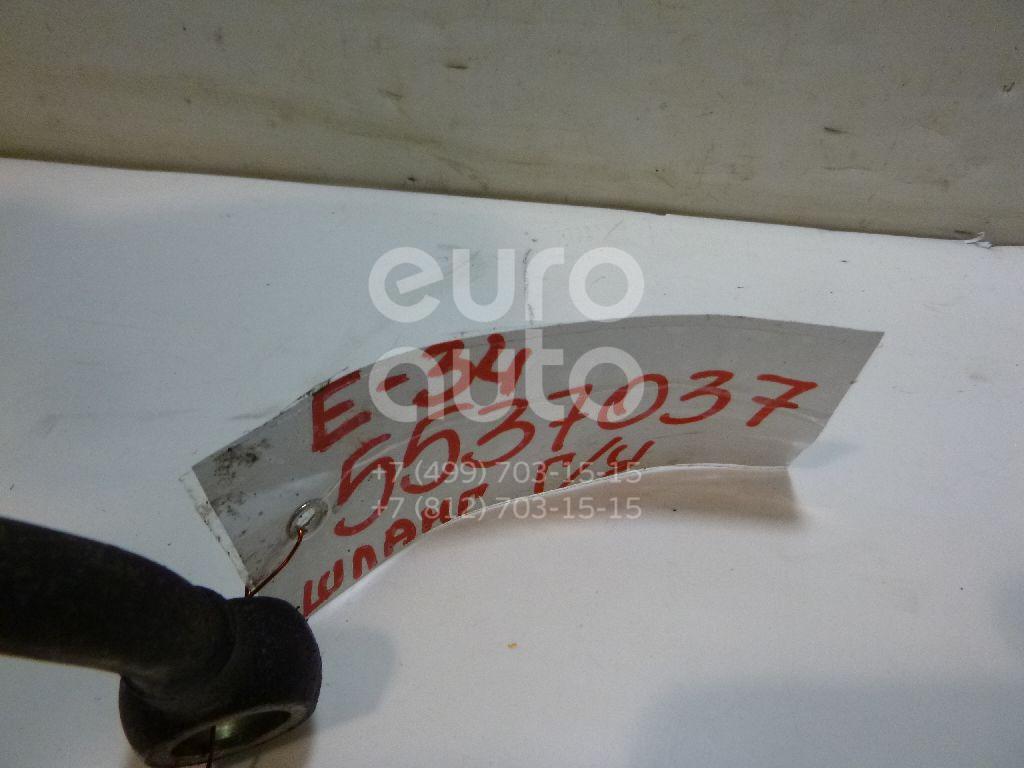 euro
auto
E-34
5537037
ШЛАНГ Г/У
+7 (499) 703-15-15
+7 (812) 703-15-15